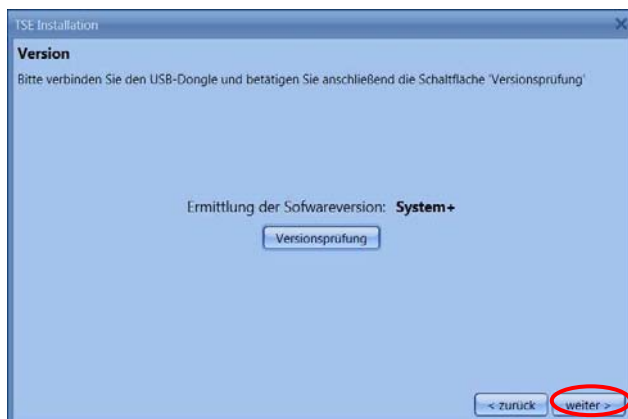 TSE Installation
Version
Bitte verbinden Sie den USB-Dongle und betätigen Sie anschließend die Schaltfläche 'Versionsprüfung'
Ermittlung der Sofwareversion: System+
Versionsprüfung
< zurück weiter >